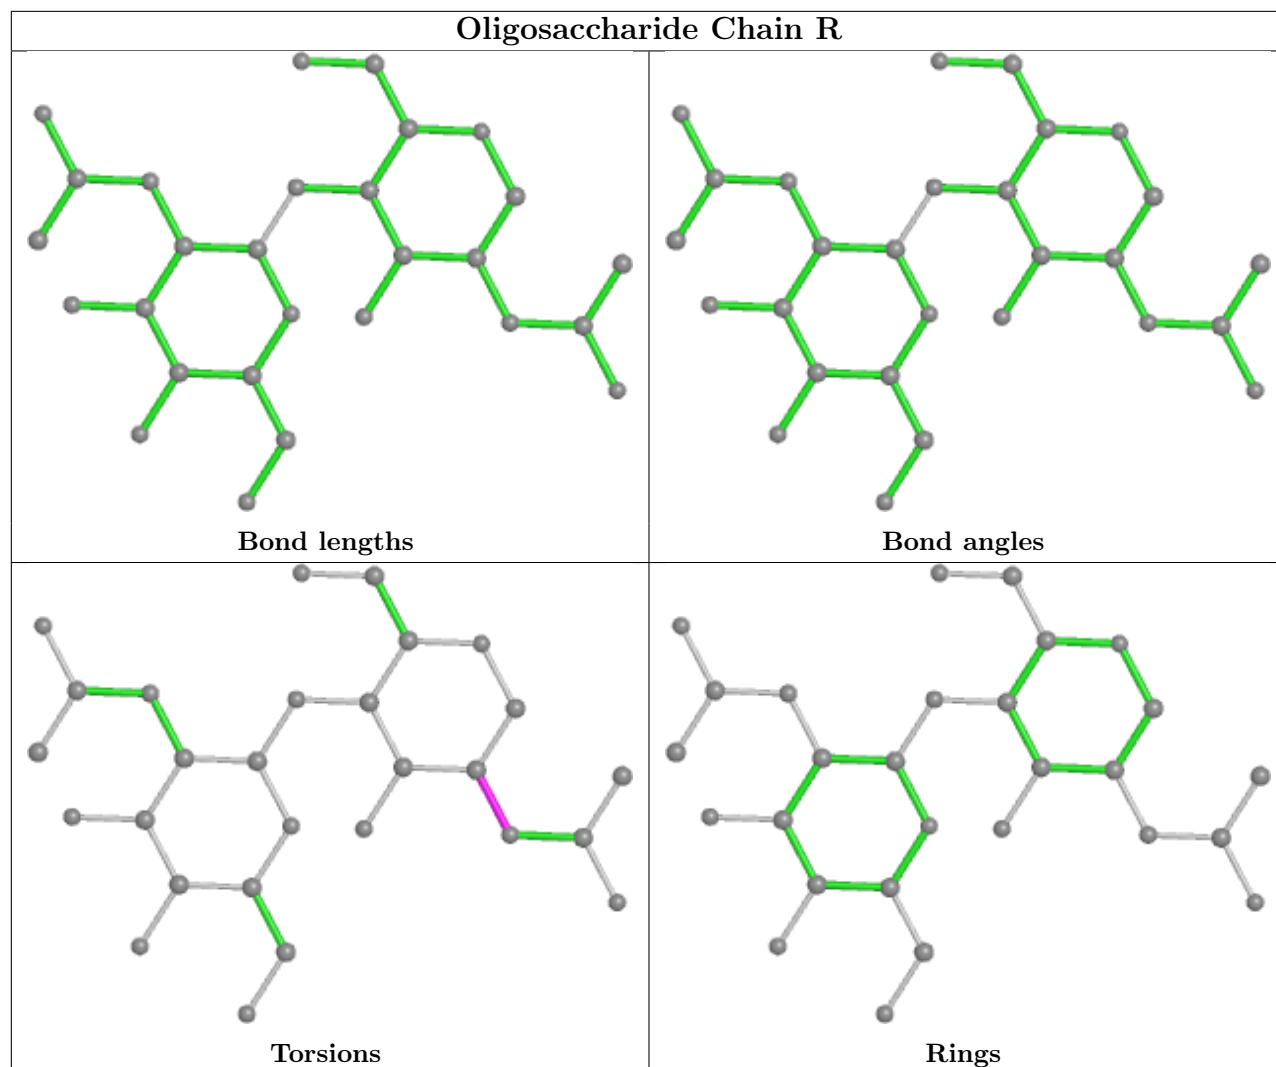 Oligosaccharide Chain R
Bond lengths
Bond angles
Torsions
Rings